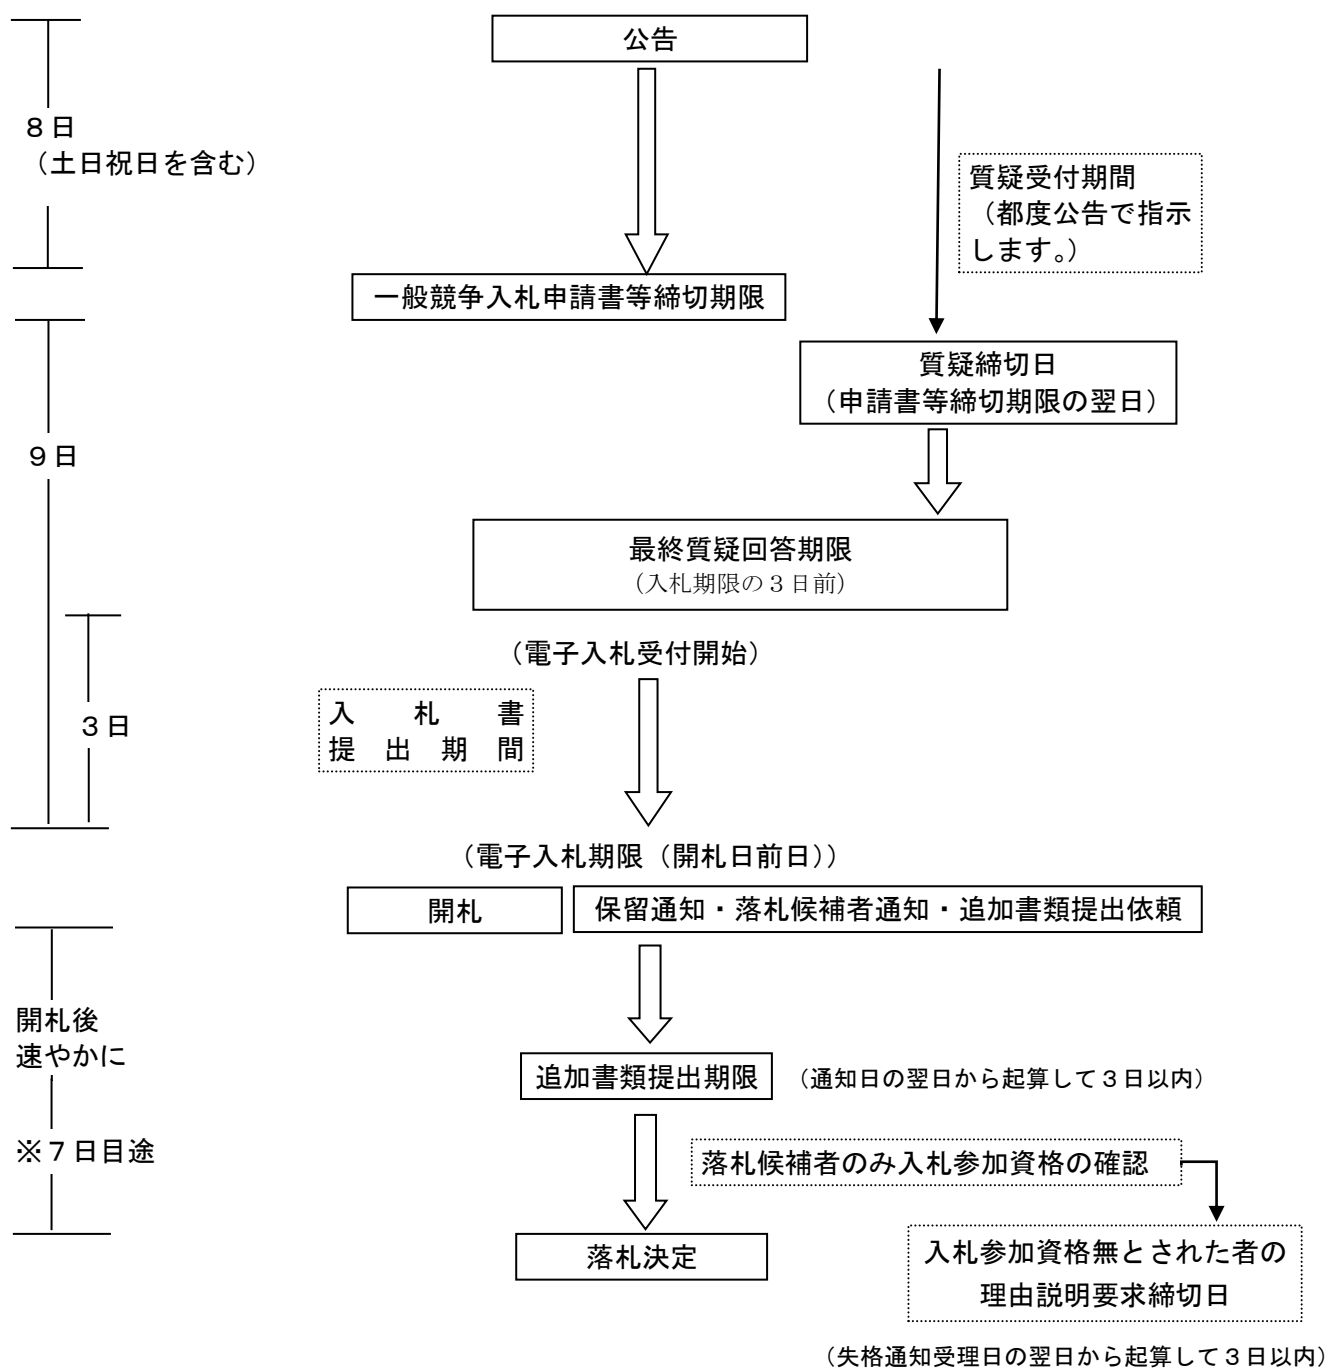 公告
８日
（土日祝日を含む）
質疑受付期間
（都度公告で指示
します。）
一般競争入札申請書等締切期限
質疑締切日
（申請書等締切期限の翌日）
９日
最終質疑回答期限
（入札期限の３日前）
（電子入札受付開始）
入札書
提出期間
３日
（電子入札期限（開札日前日））
開札
保留通知・落札候補者通知・追加書類提出依頼
開札後
速やかに
追加書類提出期限
（通知日の翌日から起算して３日以内）
※７日目途
落札候補者のみ入札参加資格の確認
落札決定
入札参加資格無とされた者の
理由説明要求締切日
（失格通知受理日の翌日から起算して３日以内）